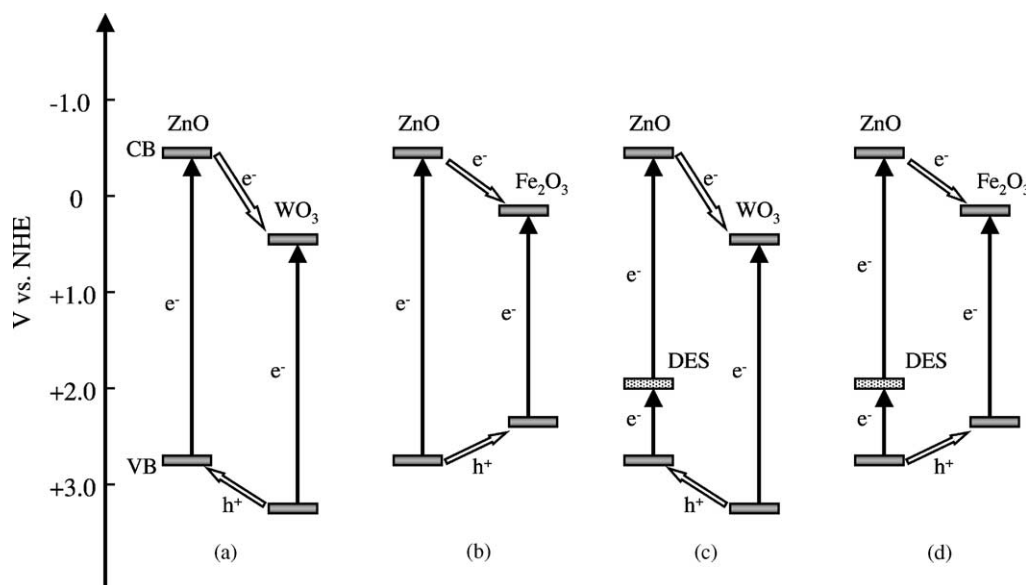 V vs. NHE
-1.0
0
+1.0
+2.0
+3.0
CB
VB
ZnO
e⁻
WO₃
e⁻
e⁻
h⁺
(a)
ZnO
e⁻
Fe₂O₃
e⁻
e⁻
h⁺
(b)
ZnO
e⁻
WO₃
e⁻
DES
e⁻
e⁻
h⁺
(c)
ZnO
e⁻
Fe₂O₃
e⁻
e⁻
DES
e⁻
h⁺
(d)